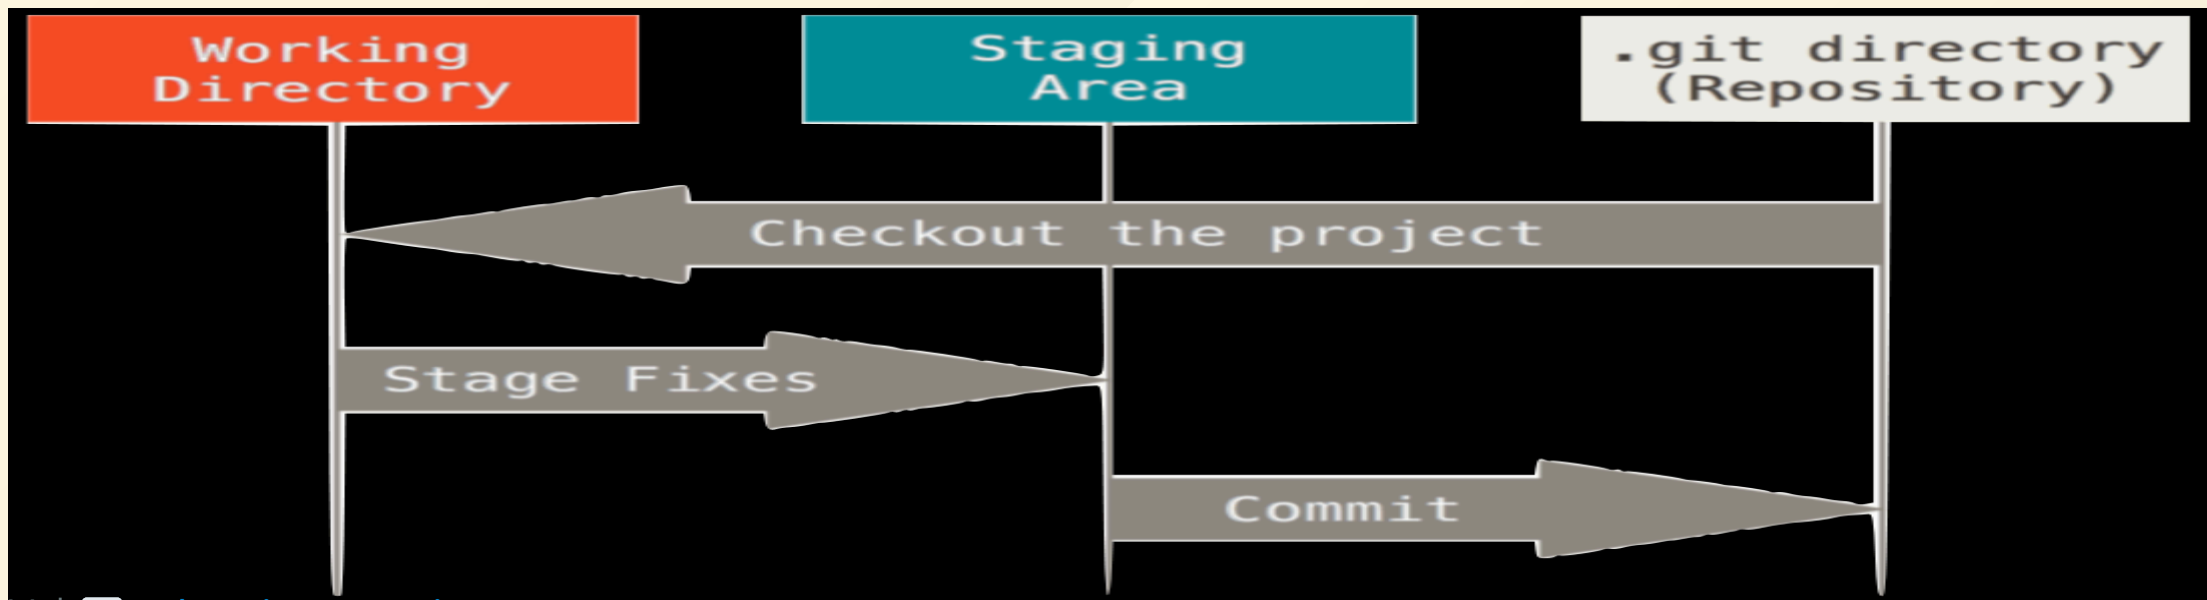 Working
Directory
Staging
Area
.git directory
(Repository)
Checkout the project
Stage Fixes
Commit